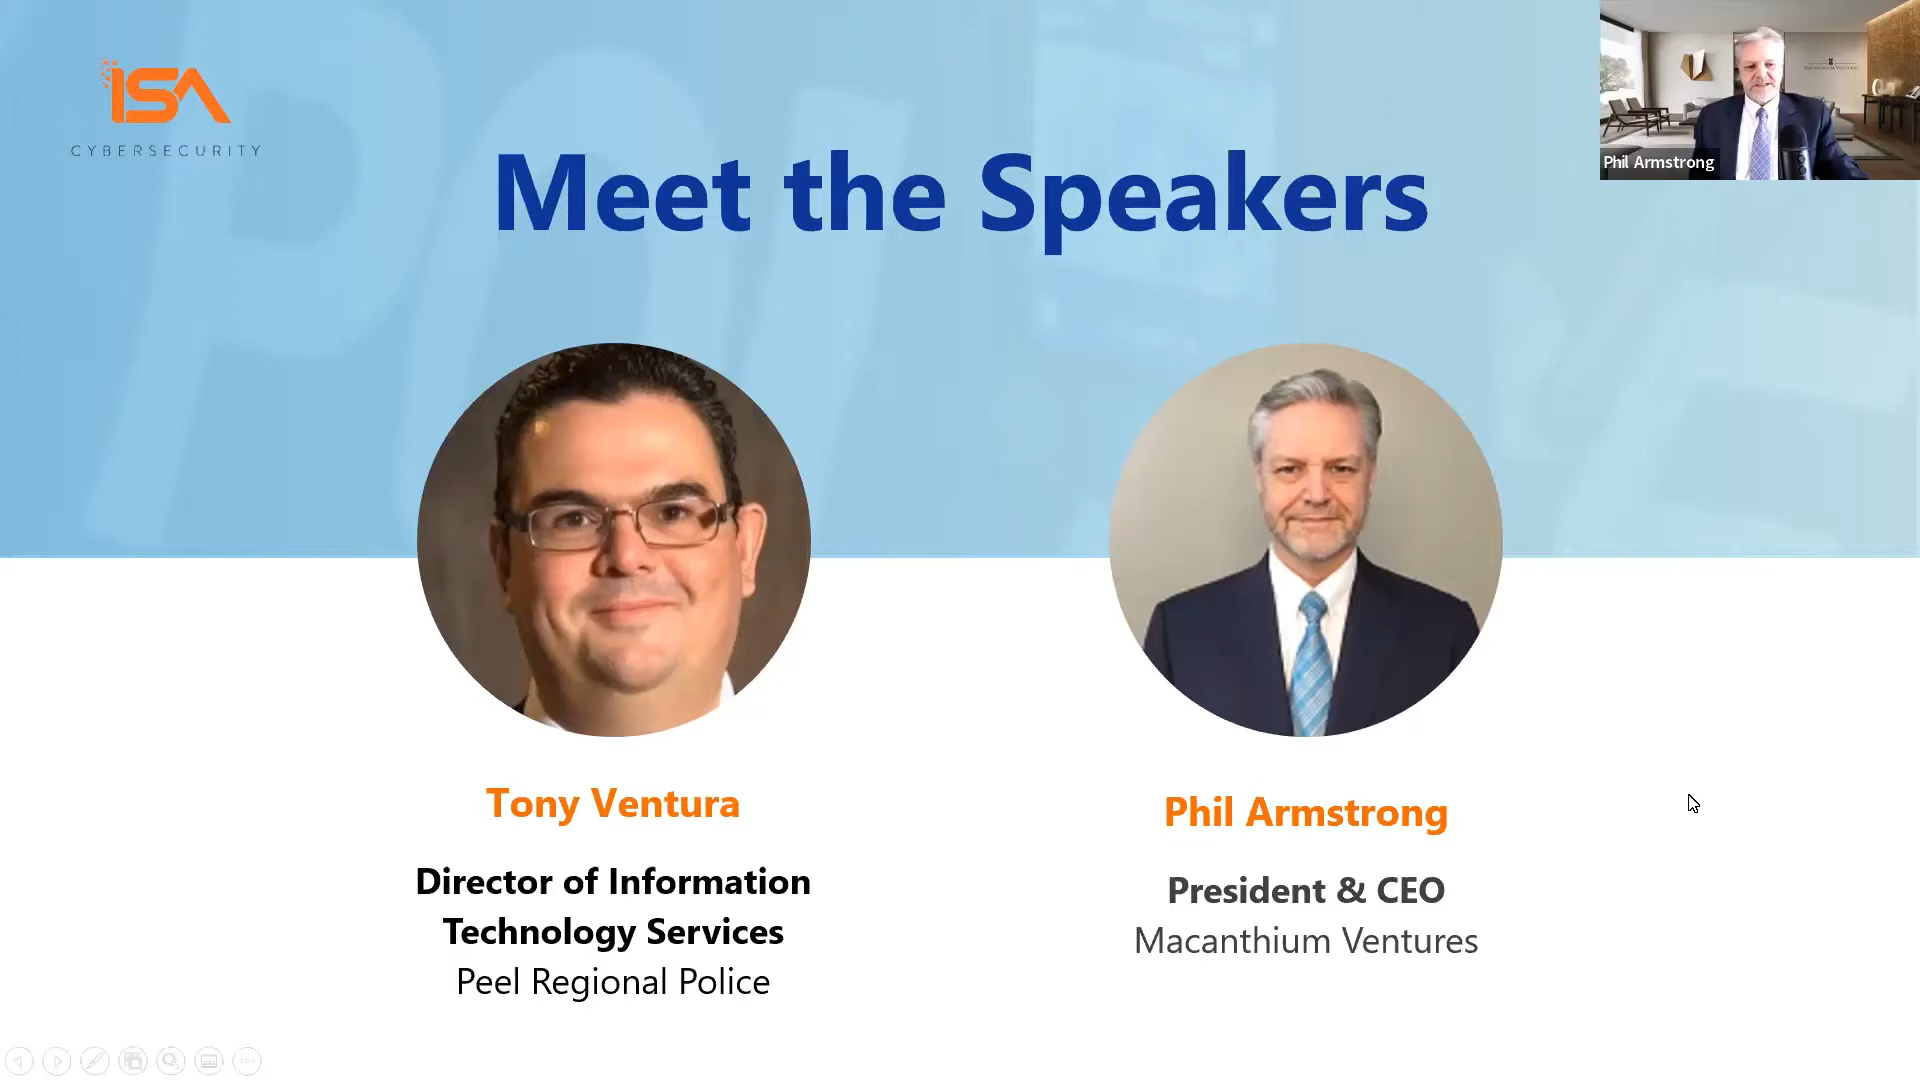 ISA
CYBERSECURITY
Meet the Speakers
Phil Armstrong
Tony Ventura
Director of Information
Technology Services
Peel Regional Police
Phil Armstrong
President & CEO
Macanthium Ventures